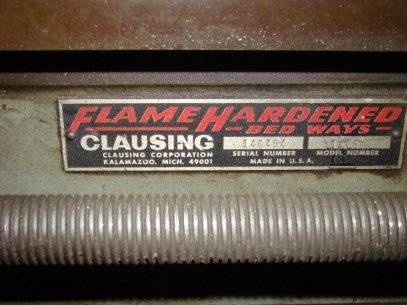 FLAME HARDENED
BED WAYS
CLAUSING
CLAUSING CORPORATION
KALAMAZOO, MICH. 49001
SERIAL NUMBER
MADE IN U.S.A.
MODEL NUMBER